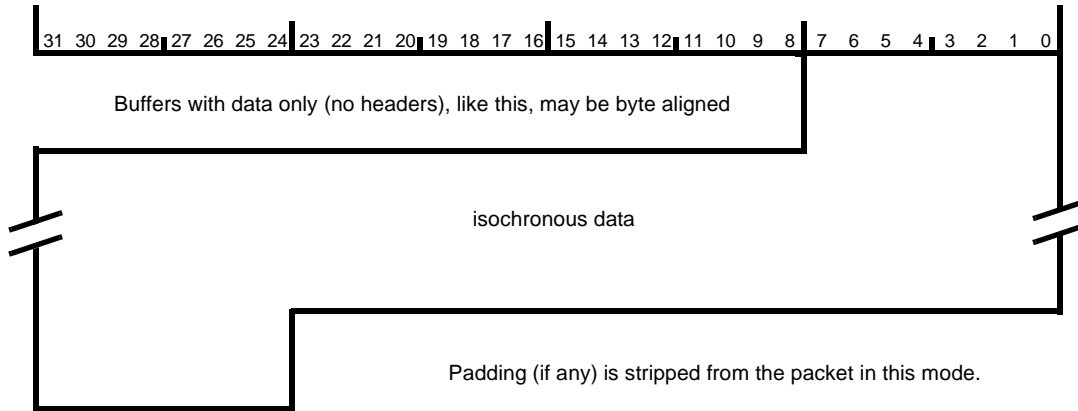 31 30 29 28 27 26 25 24 23 22 21 20 19 18 17 16 15 14 13 12 11 10 9 8 7 6 5 4 3 2 1 0
Buffers with data only (no headers), like this, may be byte aligned
isochronous data
Padding (if any) is stripped from the packet in this mode.